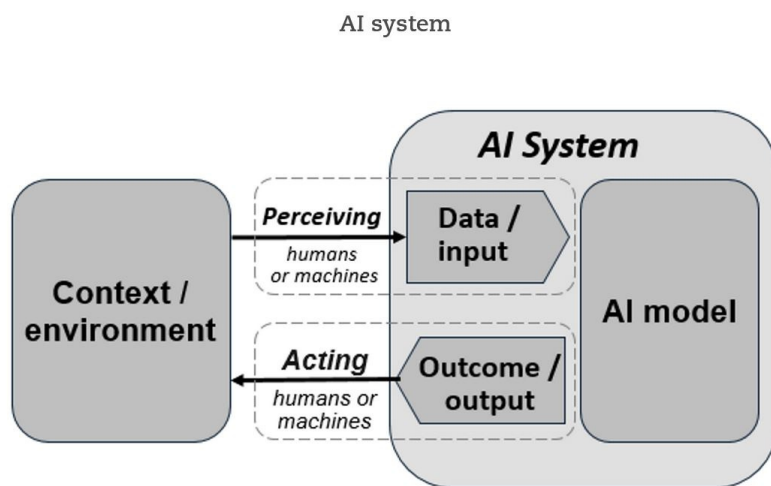 AI system
AI System
Perceiving
humans
or machines
Data /
input
Context /
environment
AI model
Acting
humans or
machines
Outcome /
output